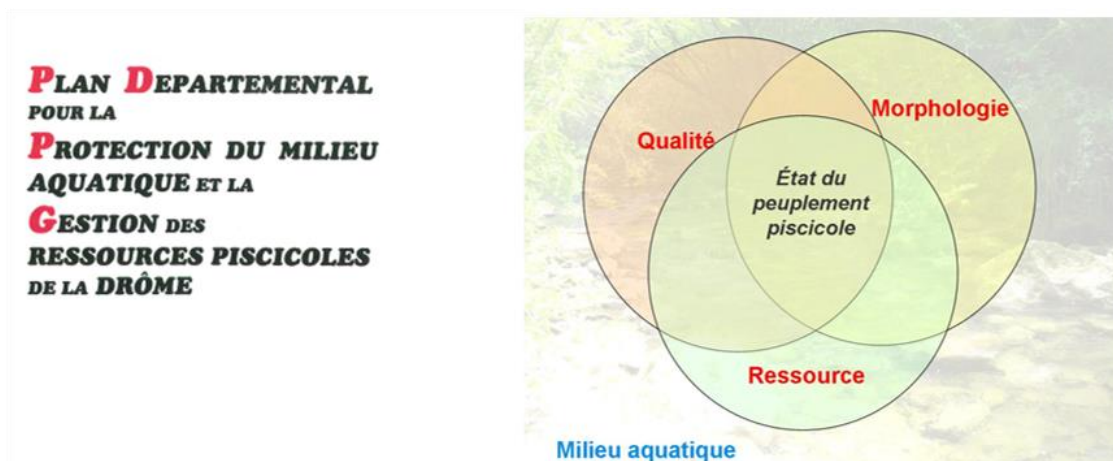 PLAN DEPARTEMENTAL
POUR LA
PROTECTION DU MILIEU
AQUATIQUE ET LA
GESTION DES
RESSOURCES PISCICOLES
DE LA DRÔME
Qualité
Morphologie
État du
peuplement
piscicole
Ressource
Milieu aquatique